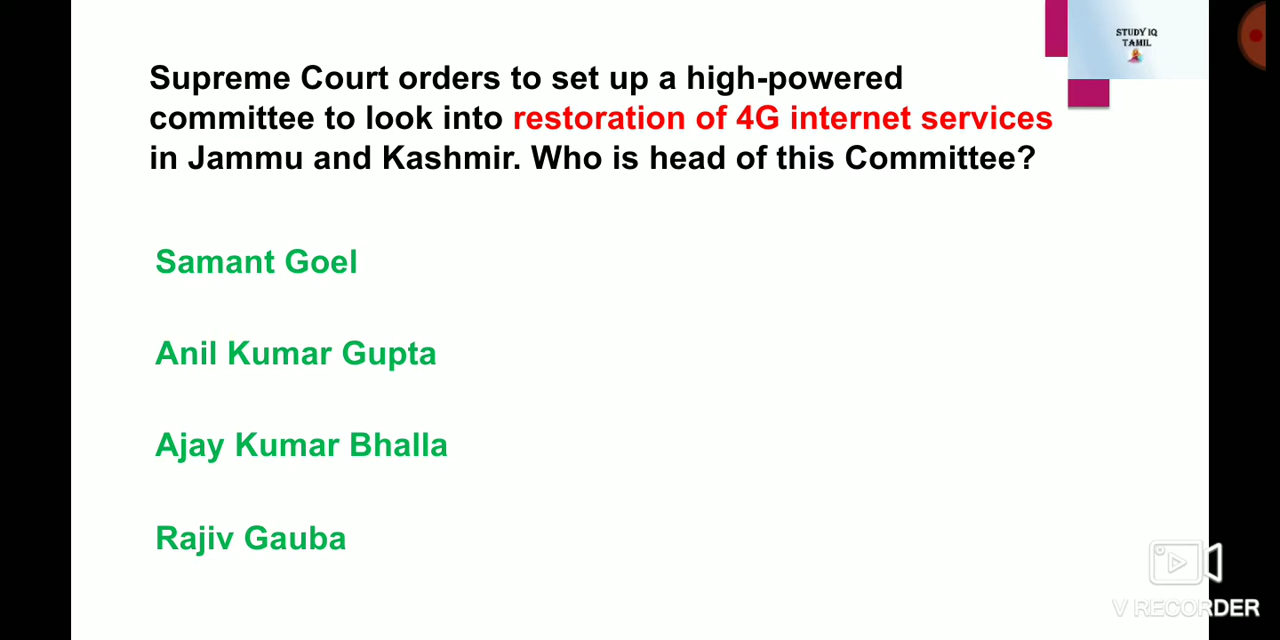 STUDY IQ
TAMIL
Supreme Court orders to set up a high-powered
committee to look into restoration of 4G internet services
in Jammu and Kashmir. Who is head of this Committee?
Samant Goel
Anil Kumar Gupta
Ajay Kumar Bhalla
Rajiv Gauba
V RECORDER